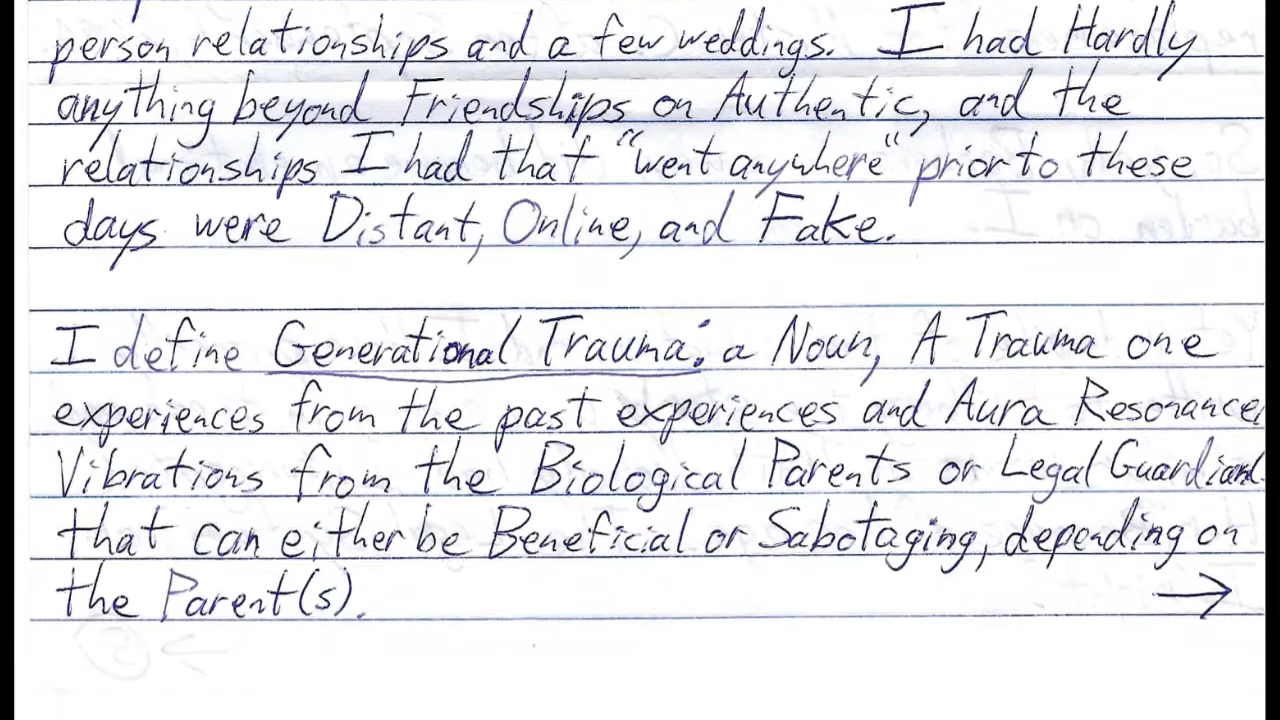 person relationships and a few weddings. I had Hardly
anything beyond Friendships on Authentic, and the
relationships I had that "went anywhere" prior to these
days were Distant, Online, and Fake.
I define Generational Trauma: a Noun, A Trauma one
experiences from the past experiences and Aura Resonance
Vibrations from the Biological Parents or Legal Guardians
that can either be Beneficial or Sabotaging, depending on
the Parent(s). →